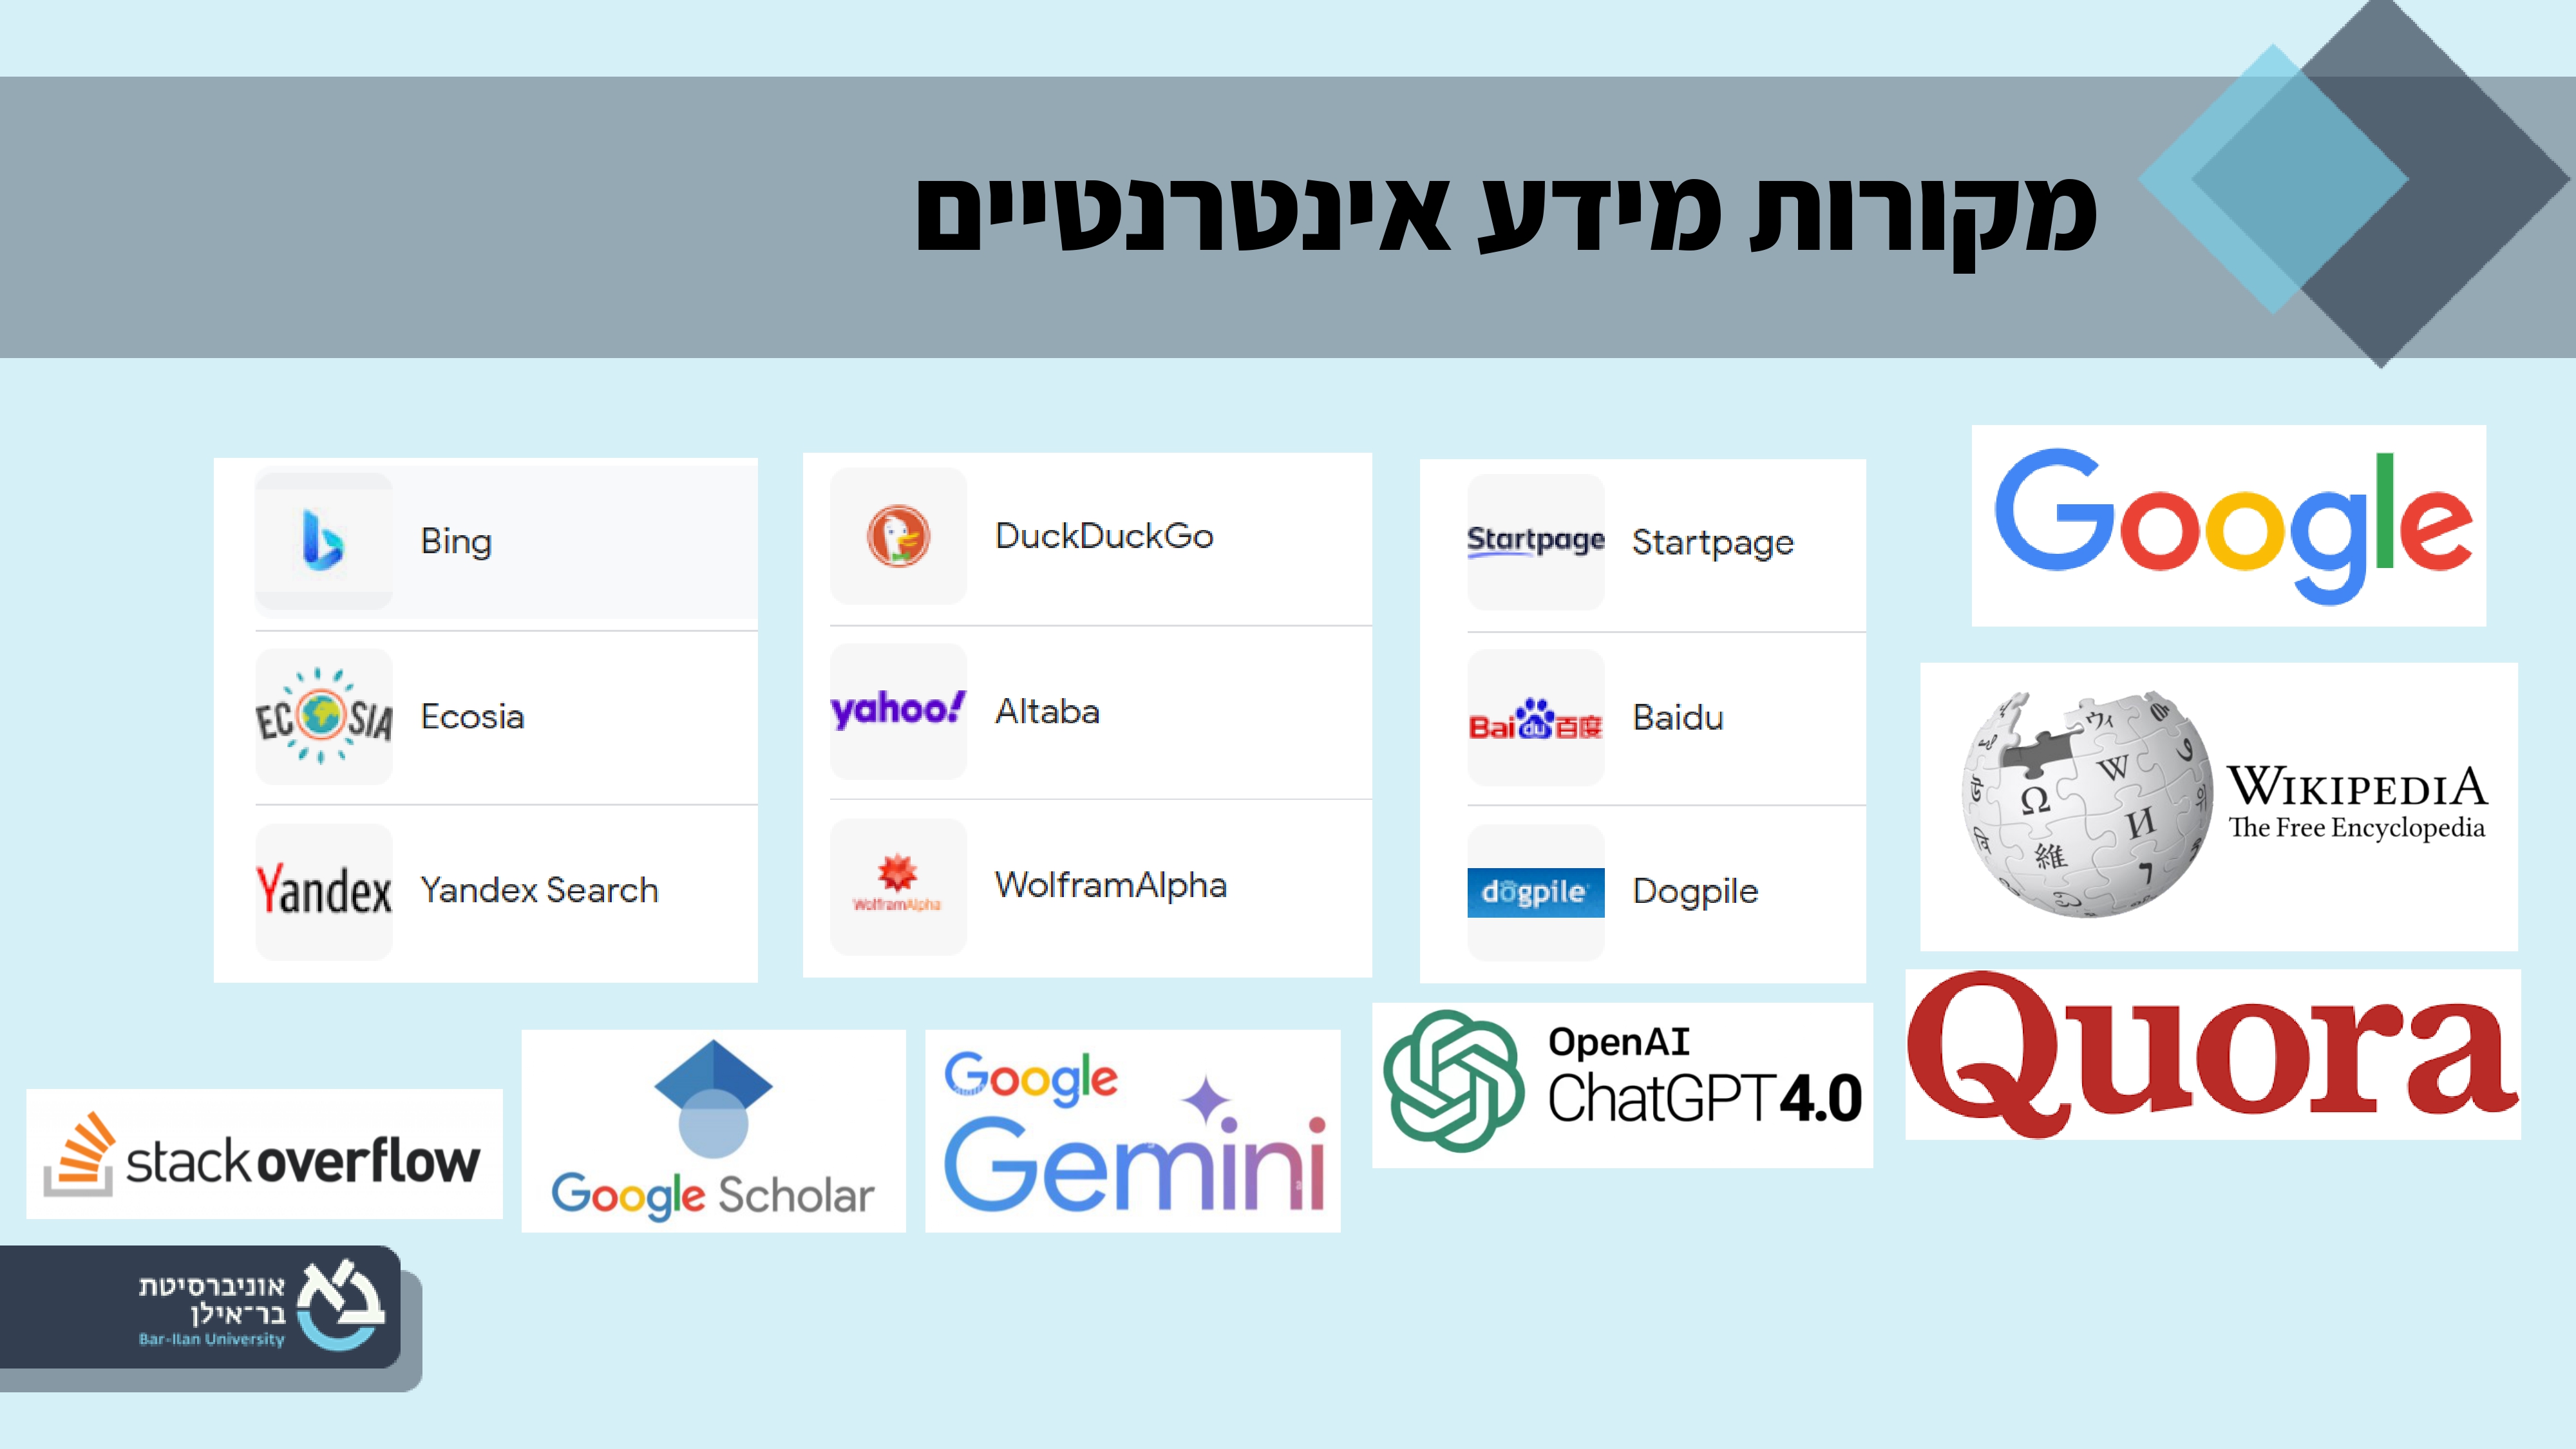 מקורות מידע אינטרנטיים
Google
Startpage Startpage
Baidu百度 Baidu
dogpile Dogpile
DuckDuckGo
yahoo! Altaba
WolframAlpha WolframAlpha
Bing
ECOSIA Ecosia
Yandex Yandex Search
WIKIPEDIA
The Free Encyclopedia
Quora
OpenAI
ChatGPT4.0
Google
Gemini
Google Scholar
stackoverflow
אוניברסיטת
בר־אילן
Bar-Ilan University